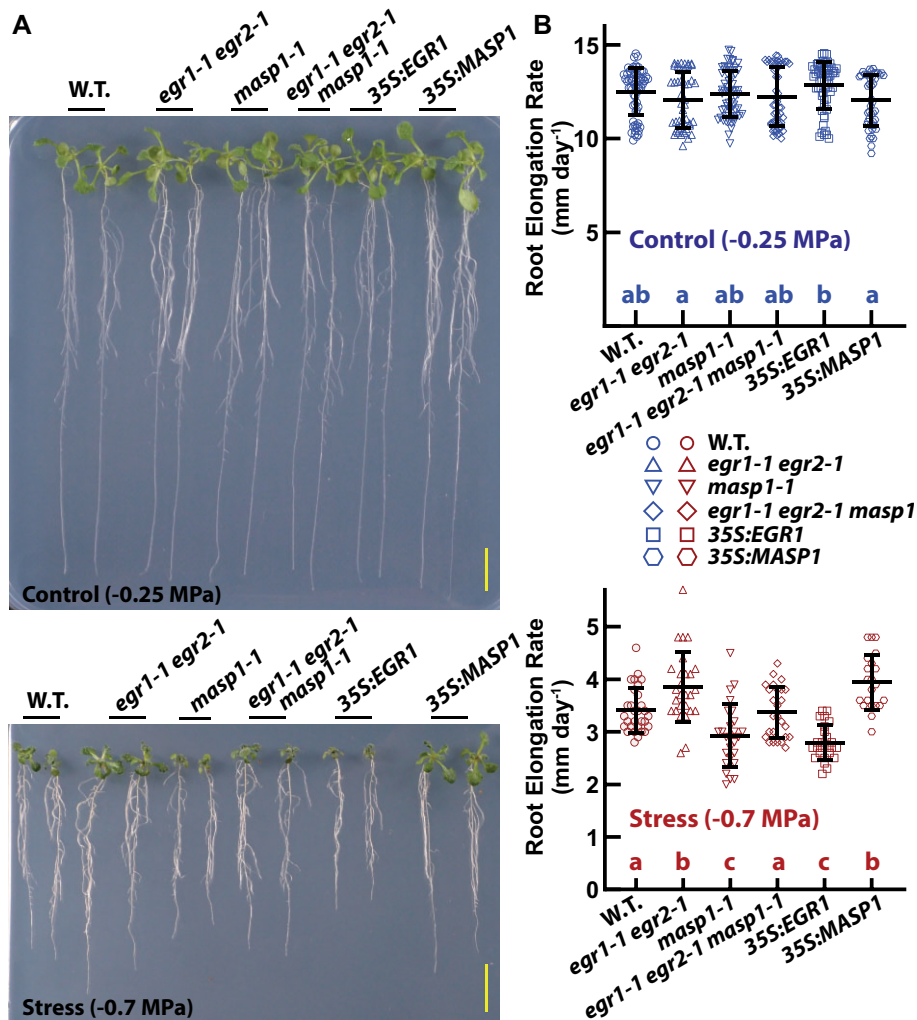 A
W.T.
egr1-1 egr2-1
masp1-1
egr1-1 egr2-1
masp1-1
35S:EGR1
35S:MASP1
Control (-0.25 MPa)
W.T.
egr1-1 egr2-1
masp1-1
egr1-1 egr2-1
masp1-1
35S:EGR1
35S:MASP1
Stress (-0.7 MPa)
B
Root Elongation Rate
(mm day⁻¹)
15
10
5
Control (-0.25 MPa)
ab a ab ab b a
W.T.
egr1-1 egr2-1
masp1-1
egr1-1 egr2-1 masp1-1
35S:EGR1
35S:MASP1
W.T.
egr1-1 egr2-1
masp1-1
egr1-1 egr2-1 masp1
35S:EGR1
35S:MASP1
Root Elongation Rate
(mm day⁻¹)
5
4
3
2
1
0
Stress (-0.7 MPa)
a b c a c b
W.T.
egr1-1 egr2-1
masp1-1
egr1-1 egr2-1 masp1-1
35S:EGR1
35S:MASP1